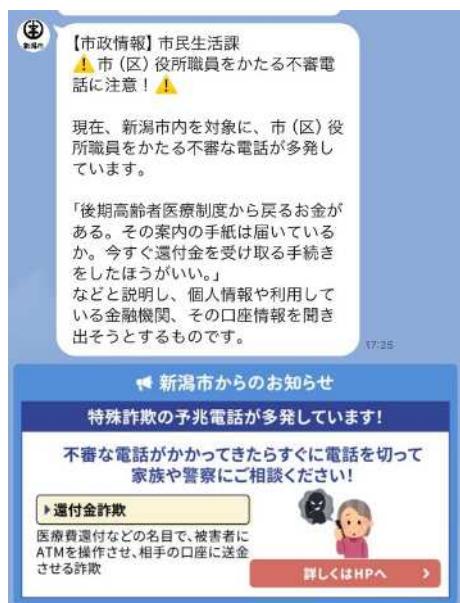 新潟市
【市政情報】市民生活課
⚠️市（区）役所職員をかたる不審電
話に注意！⚠️
現在、新潟市内を対象に、市（区）役
所職員をかたる不審な電話が多発し
ています。
「後期高齢者医療制度から戻るお金が
ある。その案内の手紙は届いている
か。今すぐ還付金を受け取る手続き
をしたほうがいい。」
などと説明し、個人情報や利用して
いる金融機関、その口座情報を聞き
出そうとするものです。
17:25
新潟市からのお知らせ
特殊詐欺の予兆電話が多発しています！
不審な電話がかかってきたらすぐに電話を切って
家族や警察にご相談ください！
還付金詐欺
医療費還付などの名目で、被害者に
ATMを操作させ、相手の口座に送金
させる詐欺
詳しくはHPへ